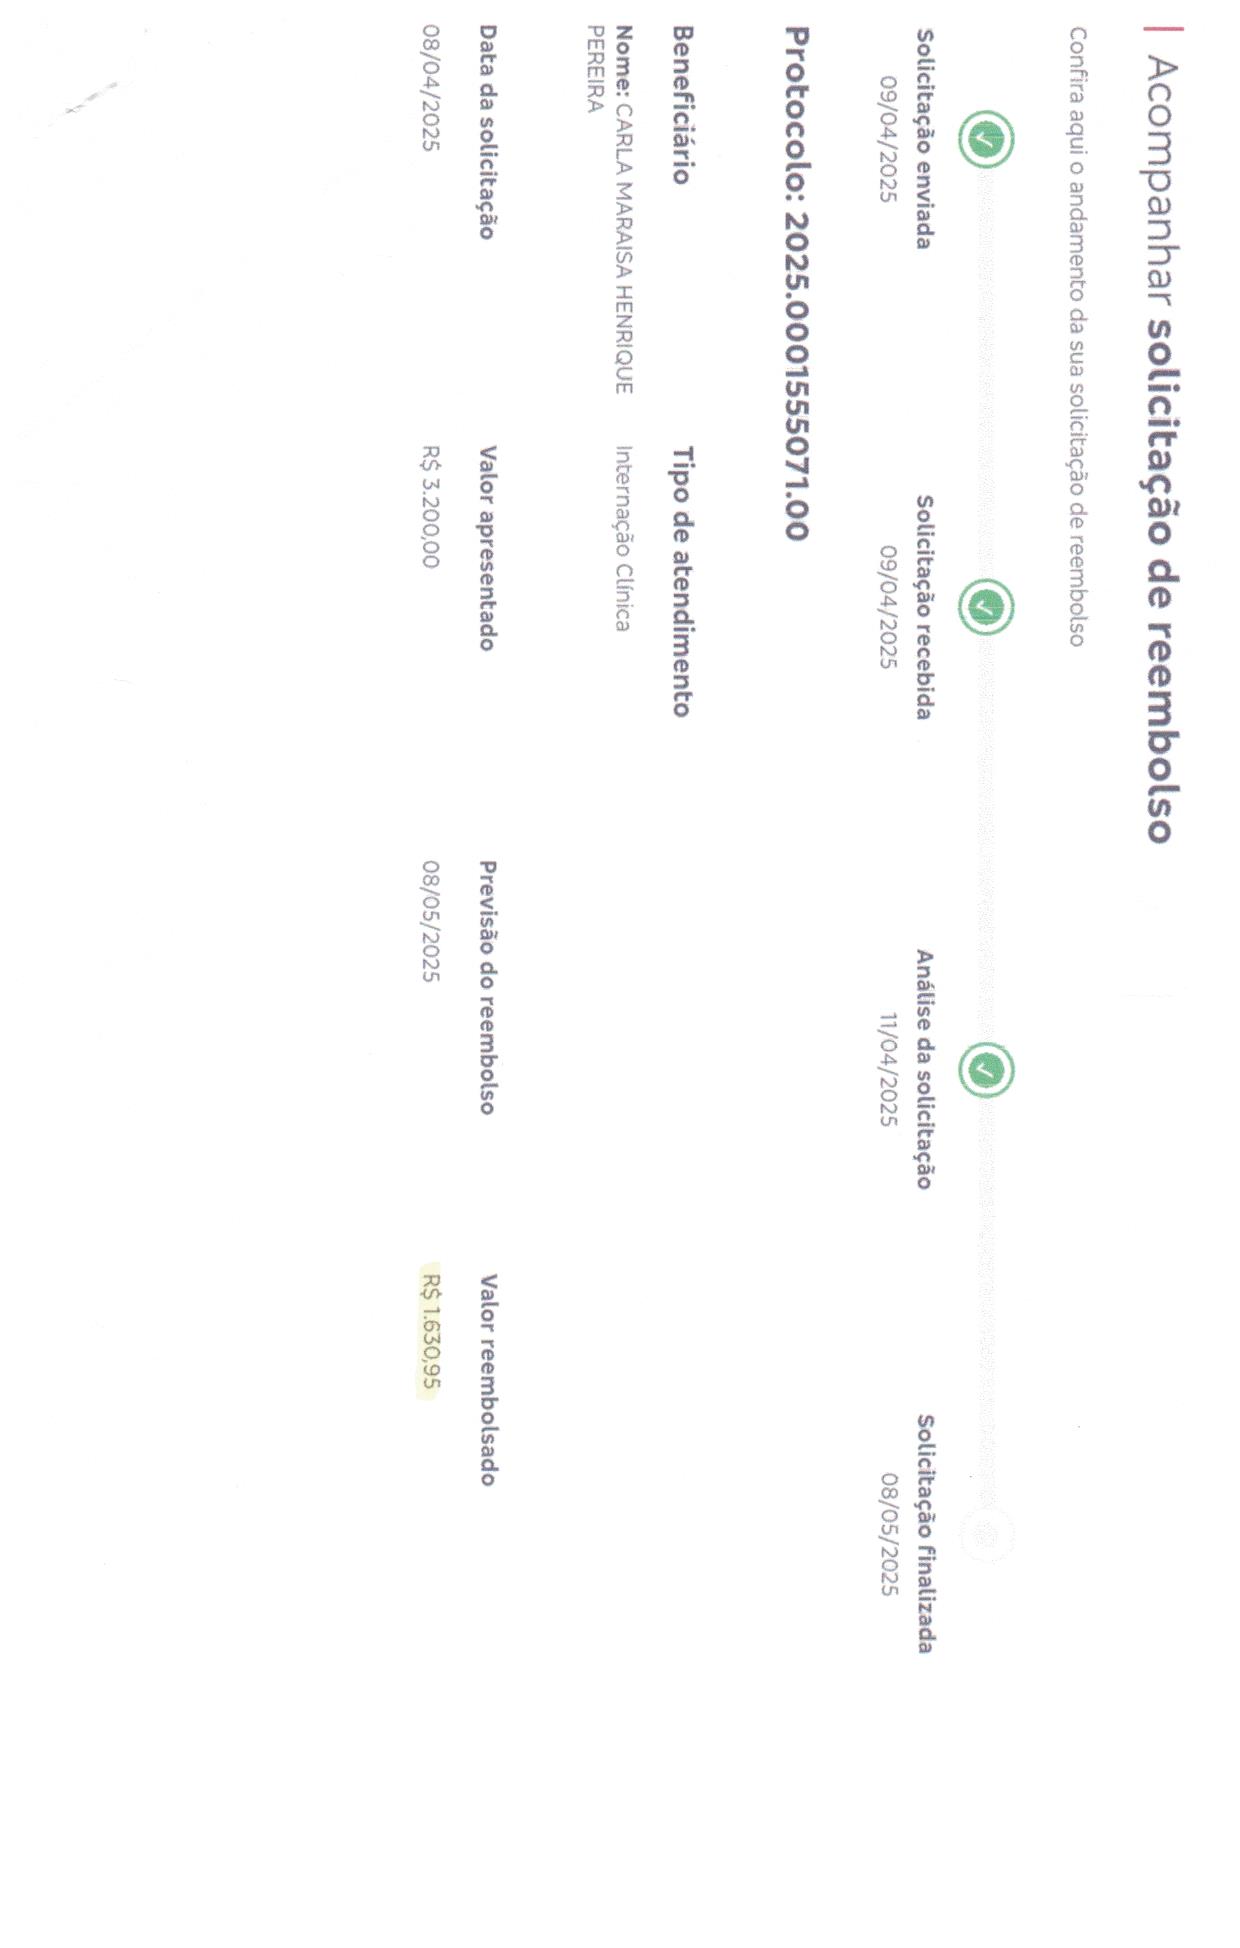 Acompanhar solicitação de reembolso
Confira aqui o andamento da sua solicitação de reembolso
Solicitação enviada
09/04/2025
Solicitação recebida
09/04/2025
Análise da solicitação
11/04/2025
Solicitação finalizada
08/05/2025
Protocolo: 2025.0001555071.00
Beneficiário
Nome: CARLA MARAISA HENRIQUE
PEREIRA
Tipo de atendimento
Internação Clínica
Data da solicitação
08/04/2025
Valor apresentado
R$ 3.200,00
Previsão do reembolso
08/05/2025
Valor reembolsado
R$ 1.630,95